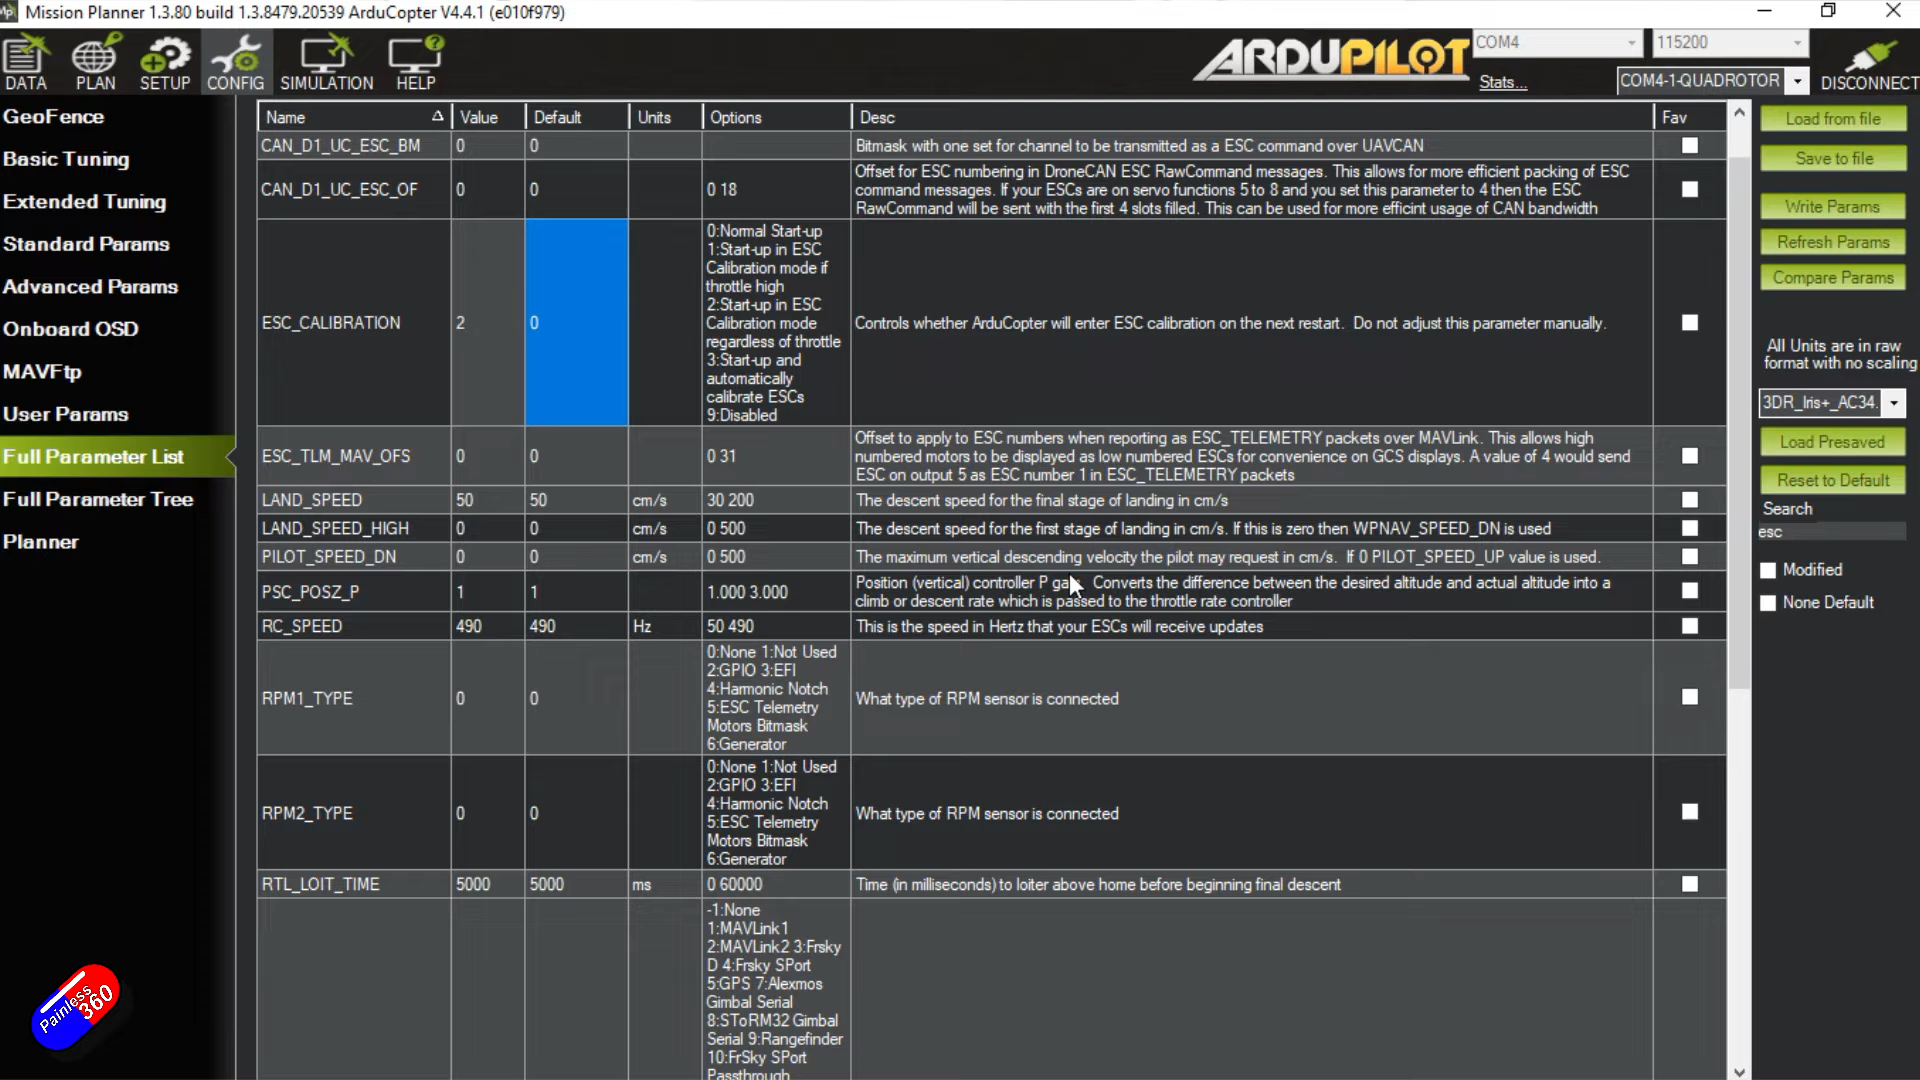 Mission Planner 1.3.80 build 1.3.8479.20539 ArduCopter V4.4.1 (e010f979)
DATA PLAN SETUP CONFIG SIMULATION HELP
ARDUPILOT
COM4
115200
Stats...
COM4-1-QUADROTOR
DISCONNECT
GeoFence
Basic Tuning
Extended Tuning
Standard Params
Advanced Params
Onboard OSD
MAVFtp
User Params
Full Parameter List
Full Parameter Tree
Planner
Name Value Default Units Options Desc Fav
CAN_D1_UC_ESC_BM 0 0 Bitmask with one set for channel to be transmitted as a ESC command over UAVCAN
CAN_D1_UC_ESC_OF 0 0 0 18
Offset for ESC numbering in DroneCAN ESC RawCommand messages. This allows for more efficient packing of ESC
command messages. If your ESCs are on servo functions 5 to 8 and you set this parameter to 4 then the ESC
RawCommand will be sent with the first 4 slots filled. This can be used for more efficint usage of CAN bandwidth
ESC_CALIBRATION 2 0
0:Normal Start-up
1:Start-up in ESC
Calibration mode if
throttle high
2:Start-up in ESC
Calibration mode
regardless of throttle
3:Start-up and
automatically
calibrate ESCs
9:Disabled
Controls whether ArduCopter will enter ESC calibration on the next restart. Do not adjust this parameter manually.
ESC_TLM_MAV_OFS 0 0 0 31
Offset to apply to ESC numbers when reporting as ESC_TELEMETRY packets over MAVLink. This allows high
numbered motors to be displayed as low numbered ESCs for convenience on GCS displays. A value of 4 would send
ESC on output 5 as ESC number 1 in ESC_TELEMETRY packets
LAND_SPEED 50 50 cm/s 30 200 The descent speed for the final stage of landing in cm/s
LAND_SPEED_HIGH 0 0 cm/s 0 500 The descent speed for the first stage of landing in cm/s. If this is zero then WPNAV_SPEED_DN is used
PILOT_SPEED_DN 0 0 cm/s 0 500 The maximum vertical descending velocity the pilot may request in cm/s. If 0 PILOT_SPEED_UP value is used.
PSC_POSZ_P 1 1 1.000 3.000
Position (vertical) controller P Converts the difference between the desired altitude and actual altitude into a
climb or descent rate which is passed to the throttle rate controller
RC_SPEED 490 490 Hz 50 490 This is the speed in Hertz that your ESCs will receive updates
RPM1_TYPE 0 0
0:None 1:Not Used
2:GPIO 3:EFI
4:Harmonic Notch
5:ESC Telemetry
Motors Bitmask
6:Generator
What type of RPM sensor is connected
RPM2_TYPE 0 0
0:None 1:Not Used
2:GPIO 3:EFI
4:Harmonic Notch
5:ESC Telemetry
Motors Bitmask
6:Generator
What type of RPM sensor is connected
RTL_LOIT_TIME 5000 5000 ms 0 60000 Time (in milliseconds) to loiter above home before beginning final descent
-1:None
1:MAVLink1
2:MAVLink2 3:Frsky
D 4:Frsky SPort
5:GPS 7:Alexmos
Gimbal Serial
8:SToRM32 Gimbal
Serial 9:Rangefinder
10:FrSky SPort
Passthrough
Load from file
Save to file
Write Params
Refresh Params
Compare Params
All Units are in raw
format with no scaling
3DR_Iris+_AC34.
Load Presaved
Reset to Default
Search
esc
Modified
None Default
Painless
360